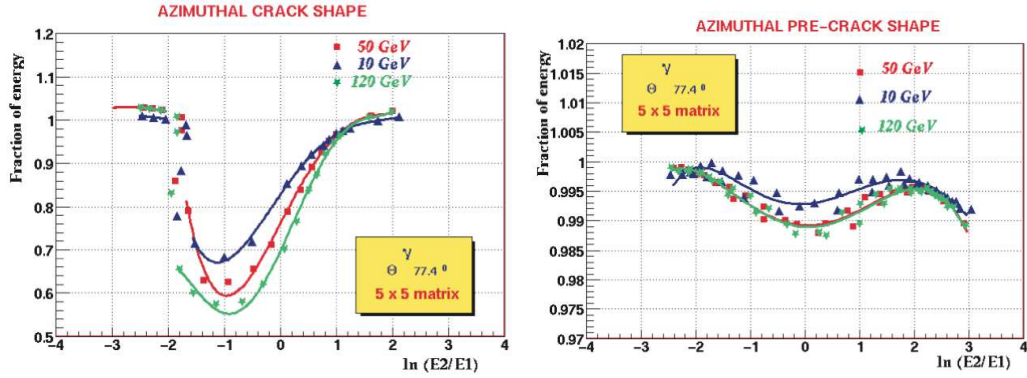 AZIMUTHAL CRACK SHAPE
Fraction of energy
1.2
1.1
1
0.9
0.8
0.7
0.6
0.5
50 GeV
10 GeV
120 GeV
γ
Θ 77.4 0
5 x 5 matrix
-4 -3 -2 -1 0 1 2 3 4
ln (E2/E1)
AZIMUTHAL PRE-CRACK SHAPE
Fraction of energy
1.02
1.015
1.01
1.005
1
0.995
0.99
0.985
0.98
0.975
0.97
γ
Θ 77.4 0
5 x 5 matrix
50 GeV
10 GeV
120 GeV
-4 -3 -2 -1 0 1 2 3 4
ln (E2/E1)